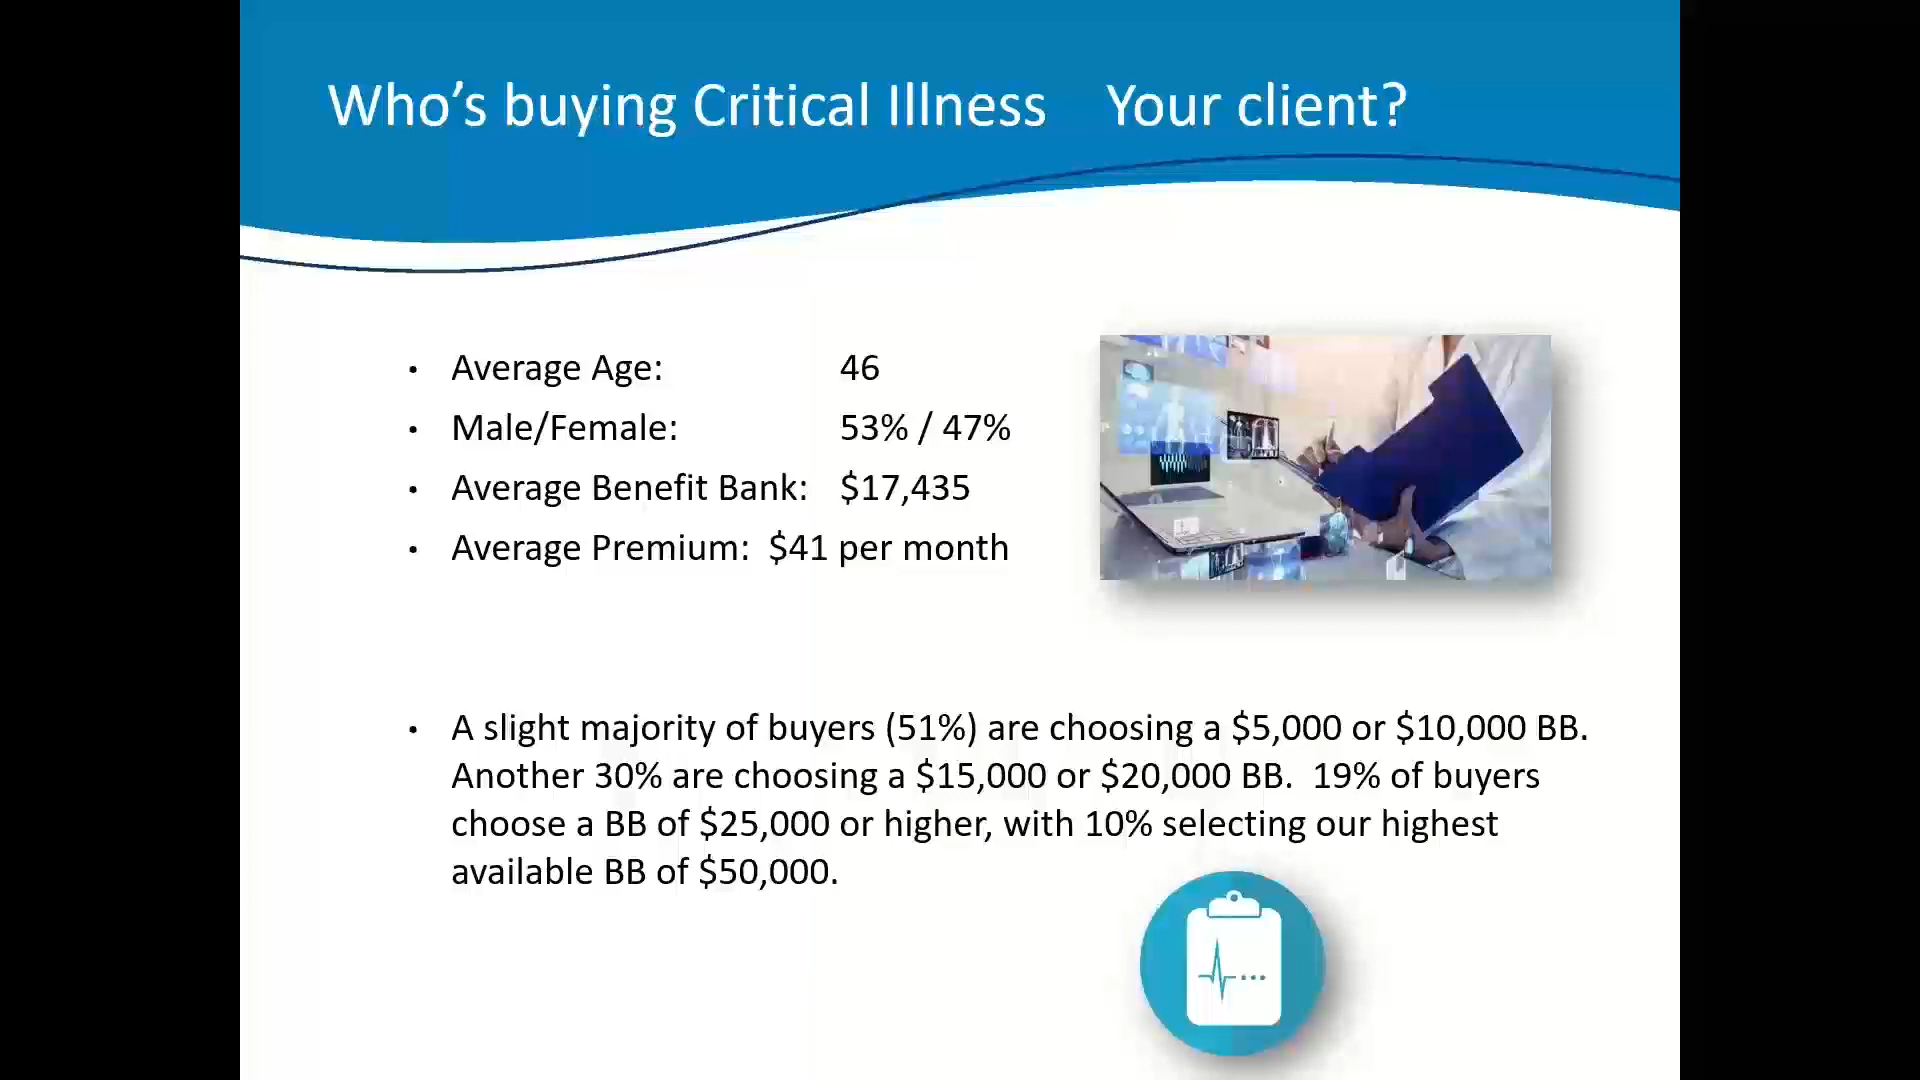 Who’s buying Critical Illness Your client?
• Average Age: 46
• Male/Female: 53% / 47%
• Average Benefit Bank: $17,435
• Average Premium: $41 per month
• A slight majority of buyers (51%) are choosing a $5,000 or $10,000 BB.
Another 30% are choosing a $15,000 or $20,000 BB. 19% of buyers
choose a BB of $25,000 or higher, with 10% selecting our highest
available BB of $50,000.